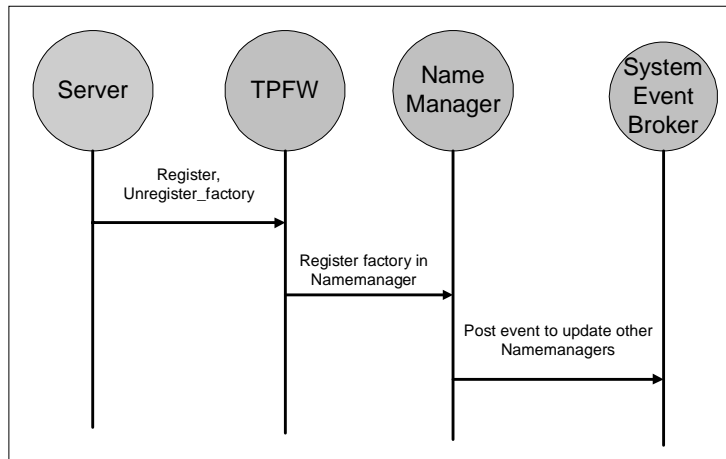 Server
TPFW
Name
Manager
System
Event
Broker
Register,
Unregister_factory
Register factory in
Namemanager
Post event to update other
Namemanagers